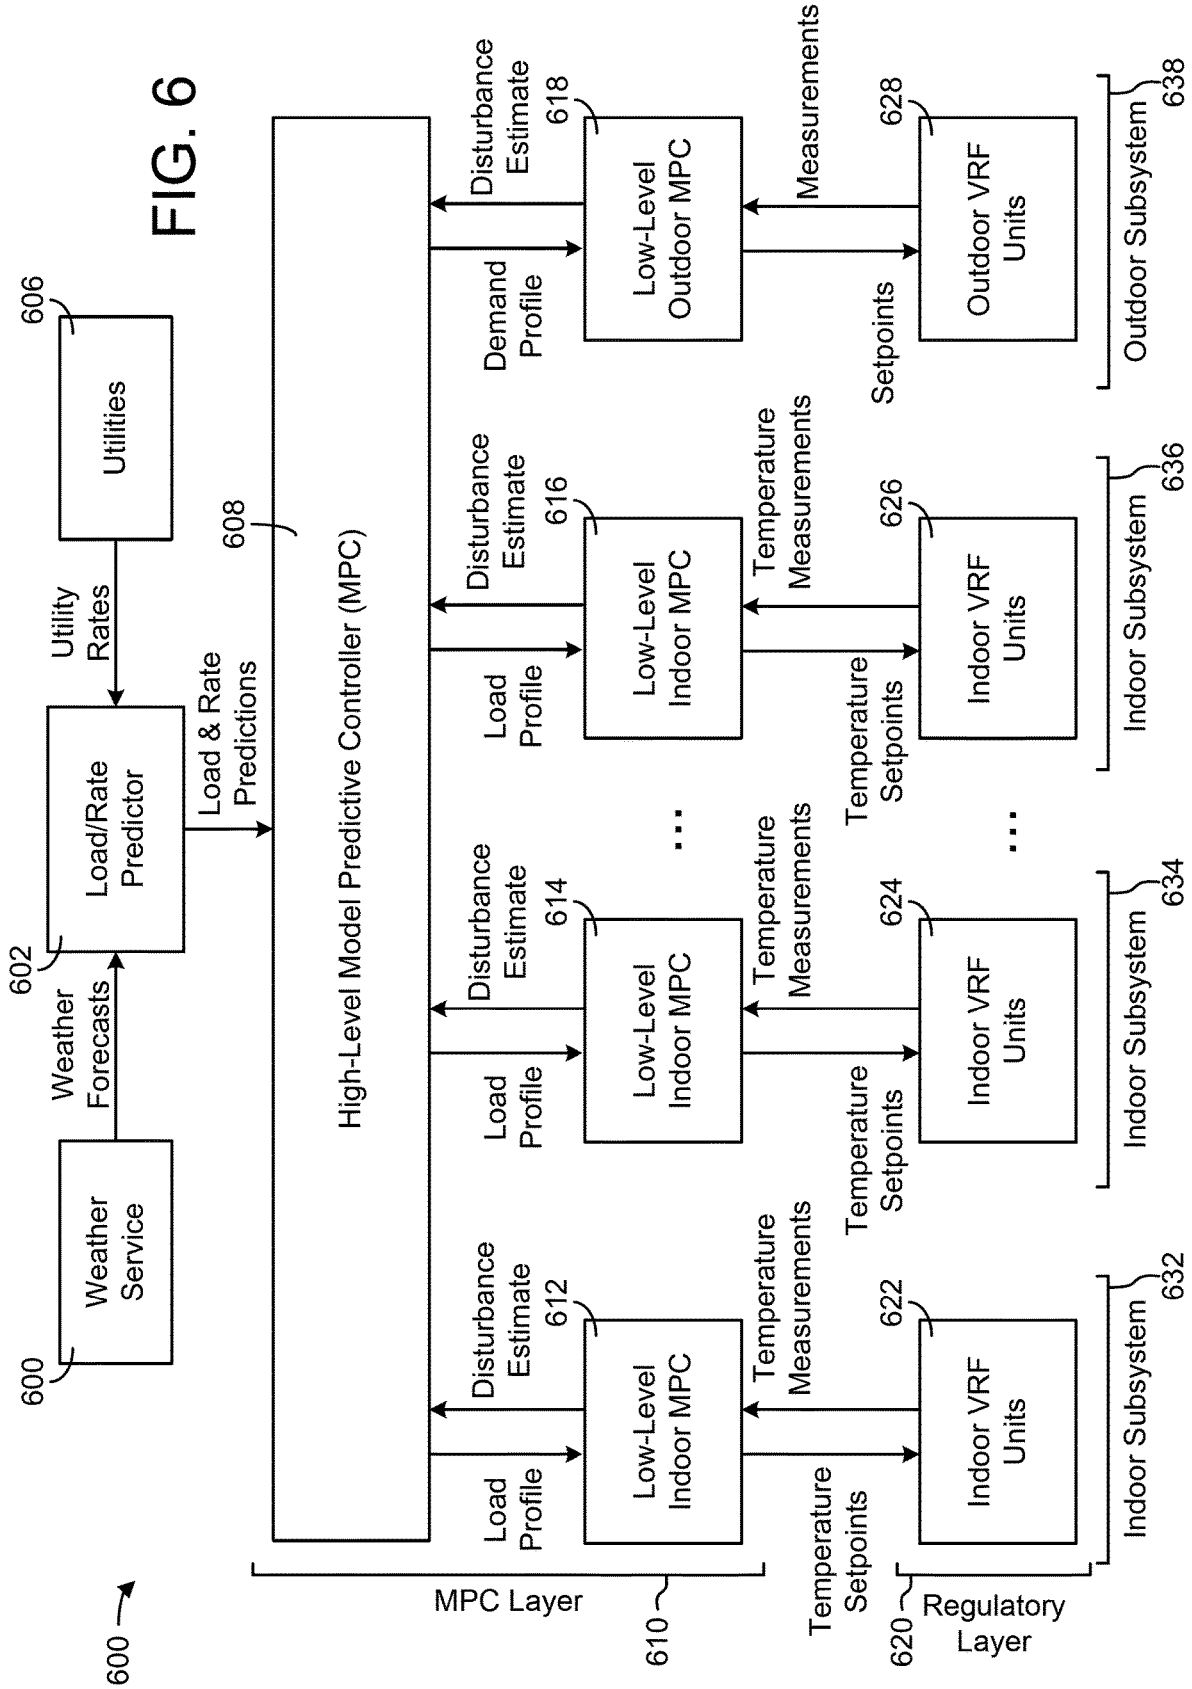 FIG. 6
600
600
Weather
Service
Weather
Forecasts
602
Load/Rate
Predictor
Utility
Rates
606
Utilities
Load & Rate
Predictions
608
High-Level Model Predictive Controller (MPC)
MPC Layer
610
Load
Profile
Disturbance
Estimate
Load
Profile
Disturbance
Estimate
Load
Profile
Disturbance
Estimate
Demand
Profile
Disturbance
Estimate
612
Low-Level
Indoor MPC
614
Low-Level
Indoor MPC
...
616
Low-Level
Indoor MPC
618
Low-Level
Outdoor MPC
Temperature
Setpoints
Temperature
Measurements
Temperature
Setpoints
Temperature
Measurements
Temperature
Setpoints
Temperature
Measurements
Setpoints
Measurements
620
Regulatory
Layer
622
Indoor VRF
Units
624
Indoor VRF
Units
...
626
Indoor VRF
Units
628
Outdoor VRF
Units
Indoor Subsystem
632
Indoor Subsystem
634
Indoor Subsystem
636
Outdoor Subsystem
638